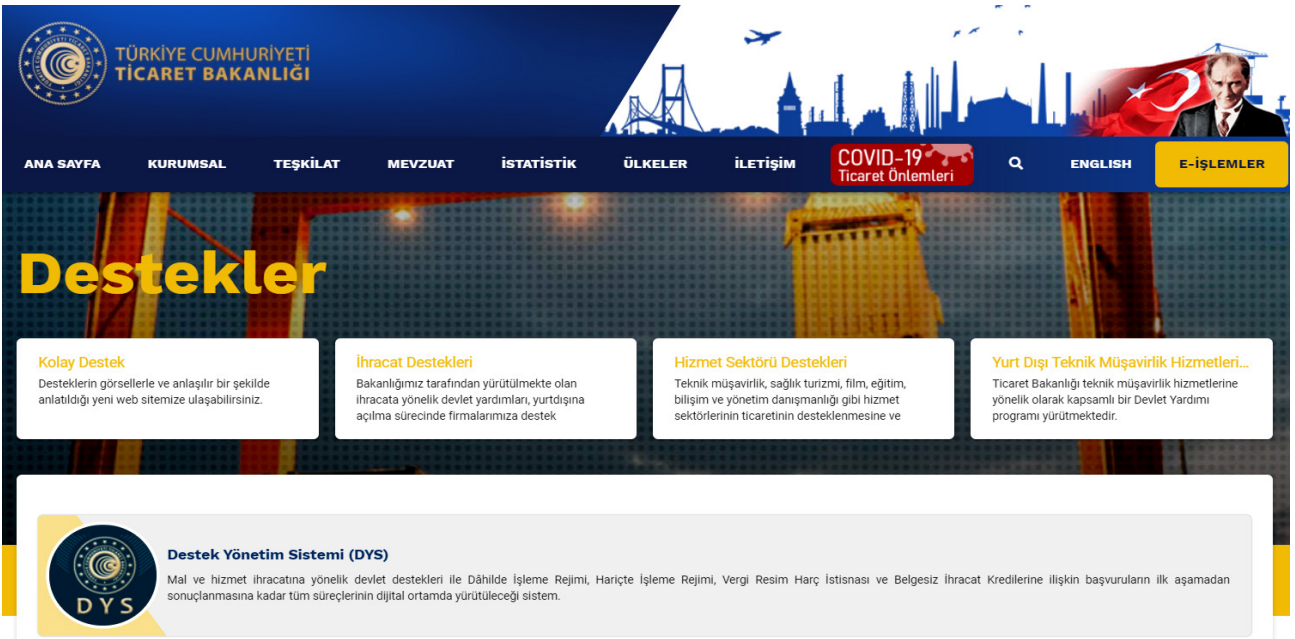 TÜRKİYE CUMHURİYETİ
TİCARET BAKANLIĞI
ANA SAYFA KURUMSAL TEŞKİLAT MEVZUAT İSTATİSTİK ÜLKELER İLETİŞİM COVID-19 Ticaret Önlemleri ENGLISH E-İŞLEMLER
Destekler
Kolay Destek
Desteklerin görsellerle ve anlaşılır bir şekilde
anlatıldığı yeni web sitemize ulaşabilirsiniz.
İhracat Destekleri
Bakanlığımız tarafından yürütülmekte olan
ihracata yönelik devlet yardımları, yurtdışına
açılma sürecinde firmalarımıza destek
Hizmet Sektörü Destekleri
Teknik müşavirlik, sağlık turizmi, film, eğitim,
bilişim ve yönetim danışmanlığı gibi hizmet
sektörlerinin ticaretinin desteklenmesine ve
Yurt Dışı Teknik Müşavirlik Hizmetleri...
Ticaret Bakanlığı teknik müşavirlik hizmetlerine
yönelik olarak kapsamlı bir Devlet Yardımı
programı yürütmektedir.
DYS
Destek Yönetim Sistemi (DYS)
Mal ve hizmet ihracatına yönelik devlet destekleri ile Dâhilde İşleme Rejimi, Hariçte İşleme Rejimi, Vergi Resim Harç İstisnası ve Belgesiz İhracat Kredilerine ilişkin başvuruların ilk aşamadan
sonuçlanmasına kadar tüm süreçlerinin dijital ortamda yürütüleceği sistem.